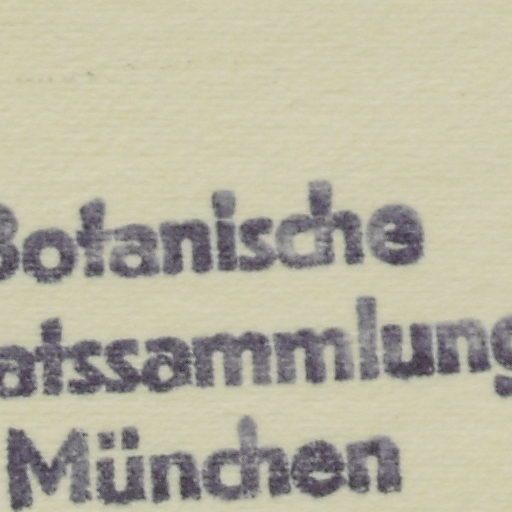 Botanische
atssammlung
München